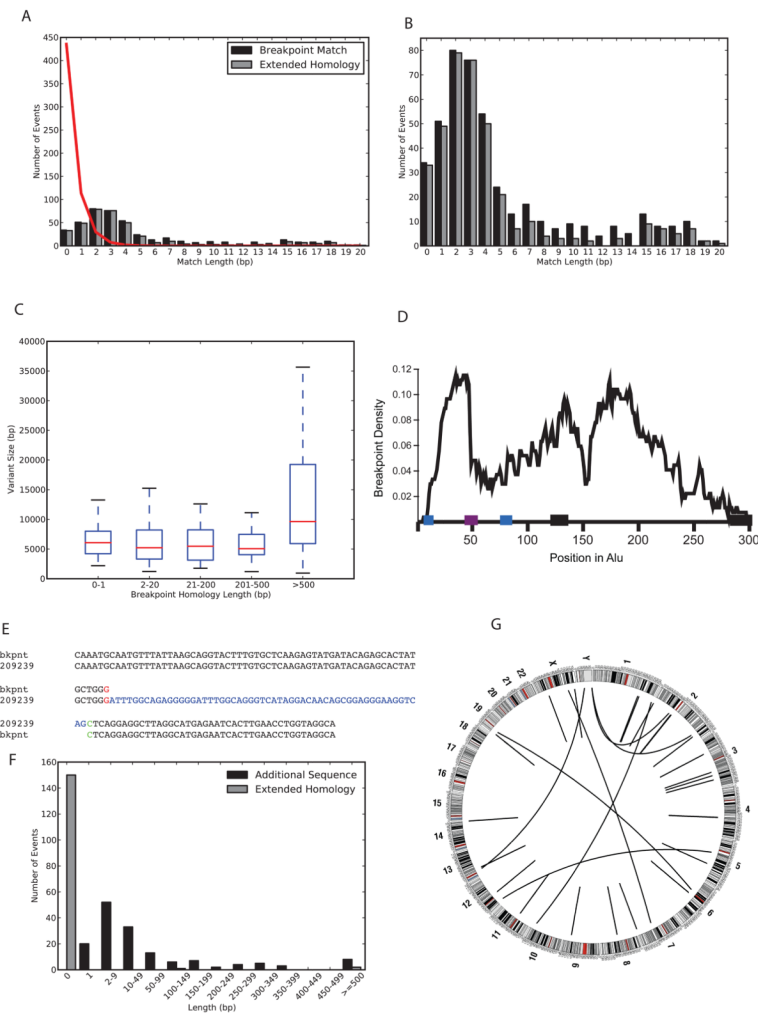 A
450
400
350
300
250
200
150
100
50
0
Number of Events
Breakpoint Match
Extended Homology
0 1 2 3 4 5 6 7 8 9 10 11 12 13 14 15 16 17 18 19 20
Match Length (bp)
B
80
70
60
50
40
30
20
10
0
Number of Events
0 1 2 3 4 5 6 7 8 9 10 11 12 13 14 15 16 17 18 19 20
Match Length (bp)
C
40000
35000
30000
25000
20000
15000
10000
5000
0
Variant Size (bp)
0-1 2-20 21-200 201-500 >500
Breakpoint Homology Length (bp)
D
0.12
0.10
0.08
0.06
0.04
0.02
Breakpoint Density
50 100 150 200 250 300
Position in Alu
E
bkpnt CAAATGCAATGTTTATTAAGCAGGTACTTTGTGCTCAAGAGTATGATACAGAGCACTAT
209239 CAAATGCAATGTTTATTAAGCAGGTACTTTGTGCTCAAGAGTATGATACAGAGCACTAT
bkpnt GCTGGG
209239 GCTGGGATTTGGCAGAGGGGGATTTGGCAGGGTCATAGGACAACAGCGGAGGGAAGGTC
209239 AGCTCAGGAGGCTTAGGCATGAGAATCACTTGAACCTGGTAGGCA
bkpnt CTCAGGAGGCTTAGGCATGAGAATCACTTGAACCTGGTAGGCA
F
160
140
120
100
80
60
40
20
0
Number of Events
Additional Sequence
Extended Homology
0 1 2-9 10-49 50-99 100-149 150-199 200-249 250-299 300-349 350-399 400-449 450-499 >=500
Length (bp)
G
1
2
3
4
5
6
7
8
9
10
11
12
13
14
15
16
17
18
19
20
21
22
X
Y